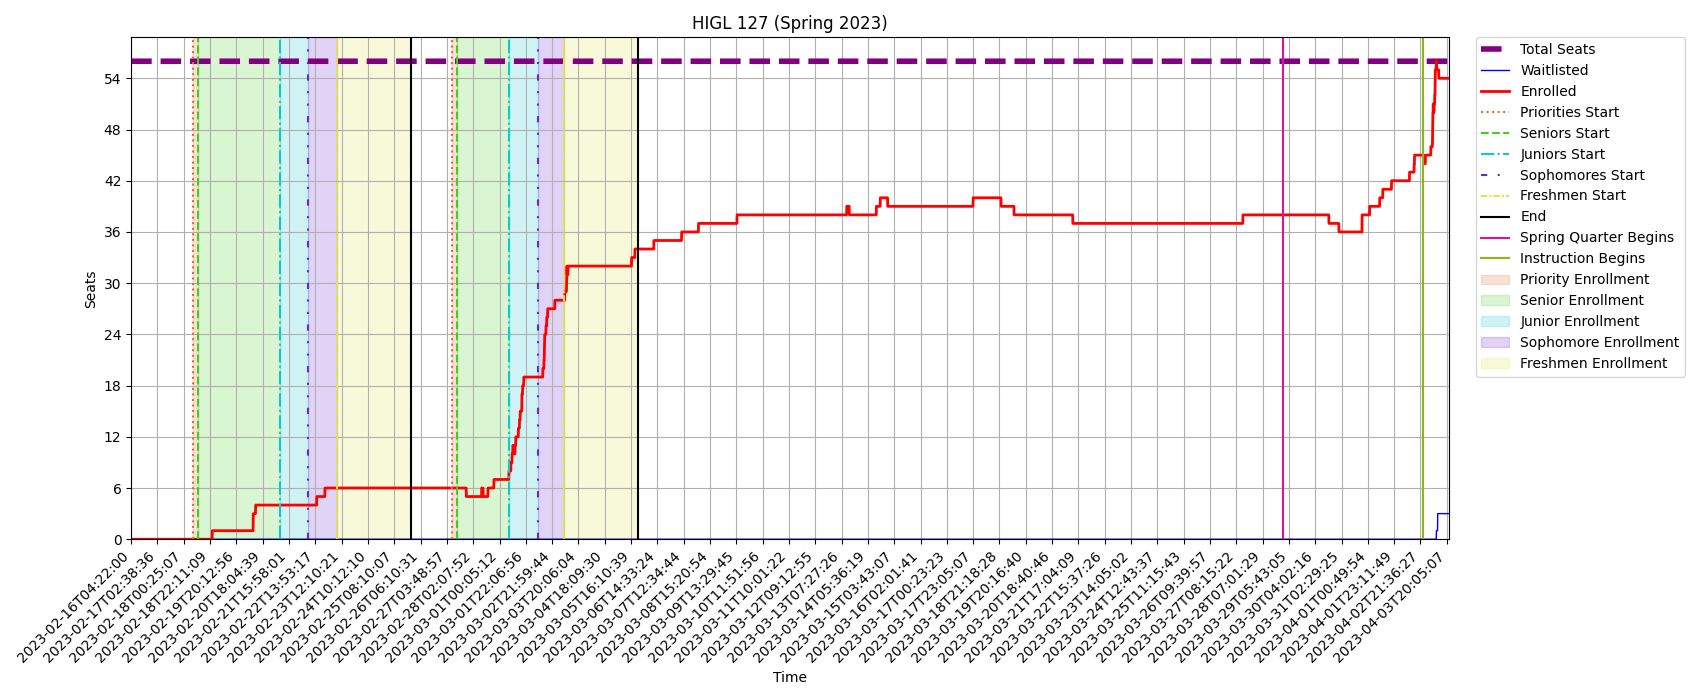 HIGL 127 (Spring 2023)
Seats
54
48
42
36
30
24
18
12
6
0
2023-02-16T04:22:00
2023-02-17T02:38:36
2023-02-18T00:25:07
2023-02-18T22:11:09
2023-02-19T20:12:56
2023-02-20T18:04:39
2023-02-21T15:58:01
2023-02-22T13:53:17
2023-02-23T12:10:21
2023-02-24T10:12:10
2023-02-25T08:10:07
2023-02-26T06:10:31
2023-02-27T03:48:57
2023-02-28T02:07:52
2023-03-01T00:05:12
2023-03-01T22:06:56
2023-03-02T21:59:44
2023-03-03T20:06:04
2023-03-04T18:09:30
2023-03-05T16:10:39
2023-03-06T14:33:24
2023-03-07T12:34:44
2023-03-08T15:20:54
2023-03-09T13:29:45
2023-03-10T11:51:56
2023-03-11T10:01:22
2023-03-12T09:12:55
2023-03-13T07:27:26
2023-03-14T05:36:19
2023-03-15T03:43:07
2023-03-16T02:01:41
2023-03-17T00:23:23
2023-03-17T23:05:07
2023-03-18T21:18:28
2023-03-19T20:16:40
2023-03-20T18:40:46
2023-03-21T17:04:09
2023-03-22T15:37:26
2023-03-23T14:05:02
2023-03-24T12:43:37
2023-03-25T11:15:43
2023-03-26T09:39:57
2023-03-27T08:15:22
2023-03-28T07:01:29
2023-03-29T05:43:05
2023-03-30T04:02:16
2023-03-31T02:29:25
2023-04-01T00:49:54
2023-04-01T23:11:49
2023-04-02T21:36:27
2023-04-03T20:05:07
Time
Total Seats
Waitlisted
Enrolled
Priorities Start
Seniors Start
Juniors Start
Sophomores Start
Freshmen Start
End
Spring Quarter Begins
Instruction Begins
Priority Enrollment
Senior Enrollment
Junior Enrollment
Sophomore Enrollment
Freshmen Enrollment